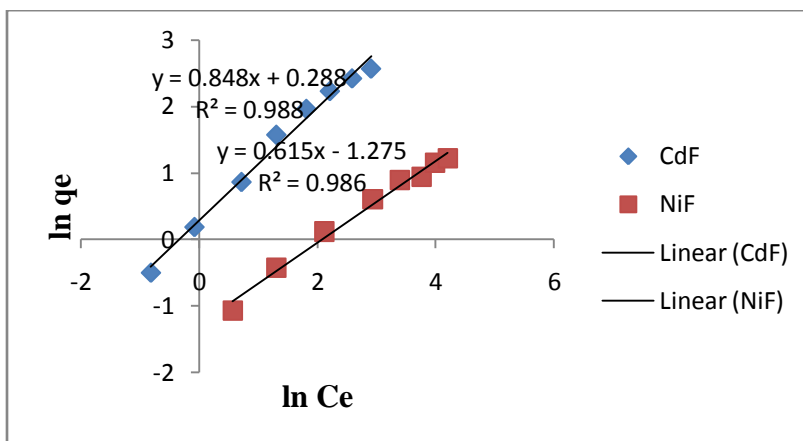 3
y = 0.848x + 0.288
2
R² = 0.988
y = 0.615x - 1.275
1
R² = 0.986
0
-2
0
2
4
6
-1
-2
ln qe
ln Ce
CdF
NiF
Linear (CdF)
Linear (NiF)